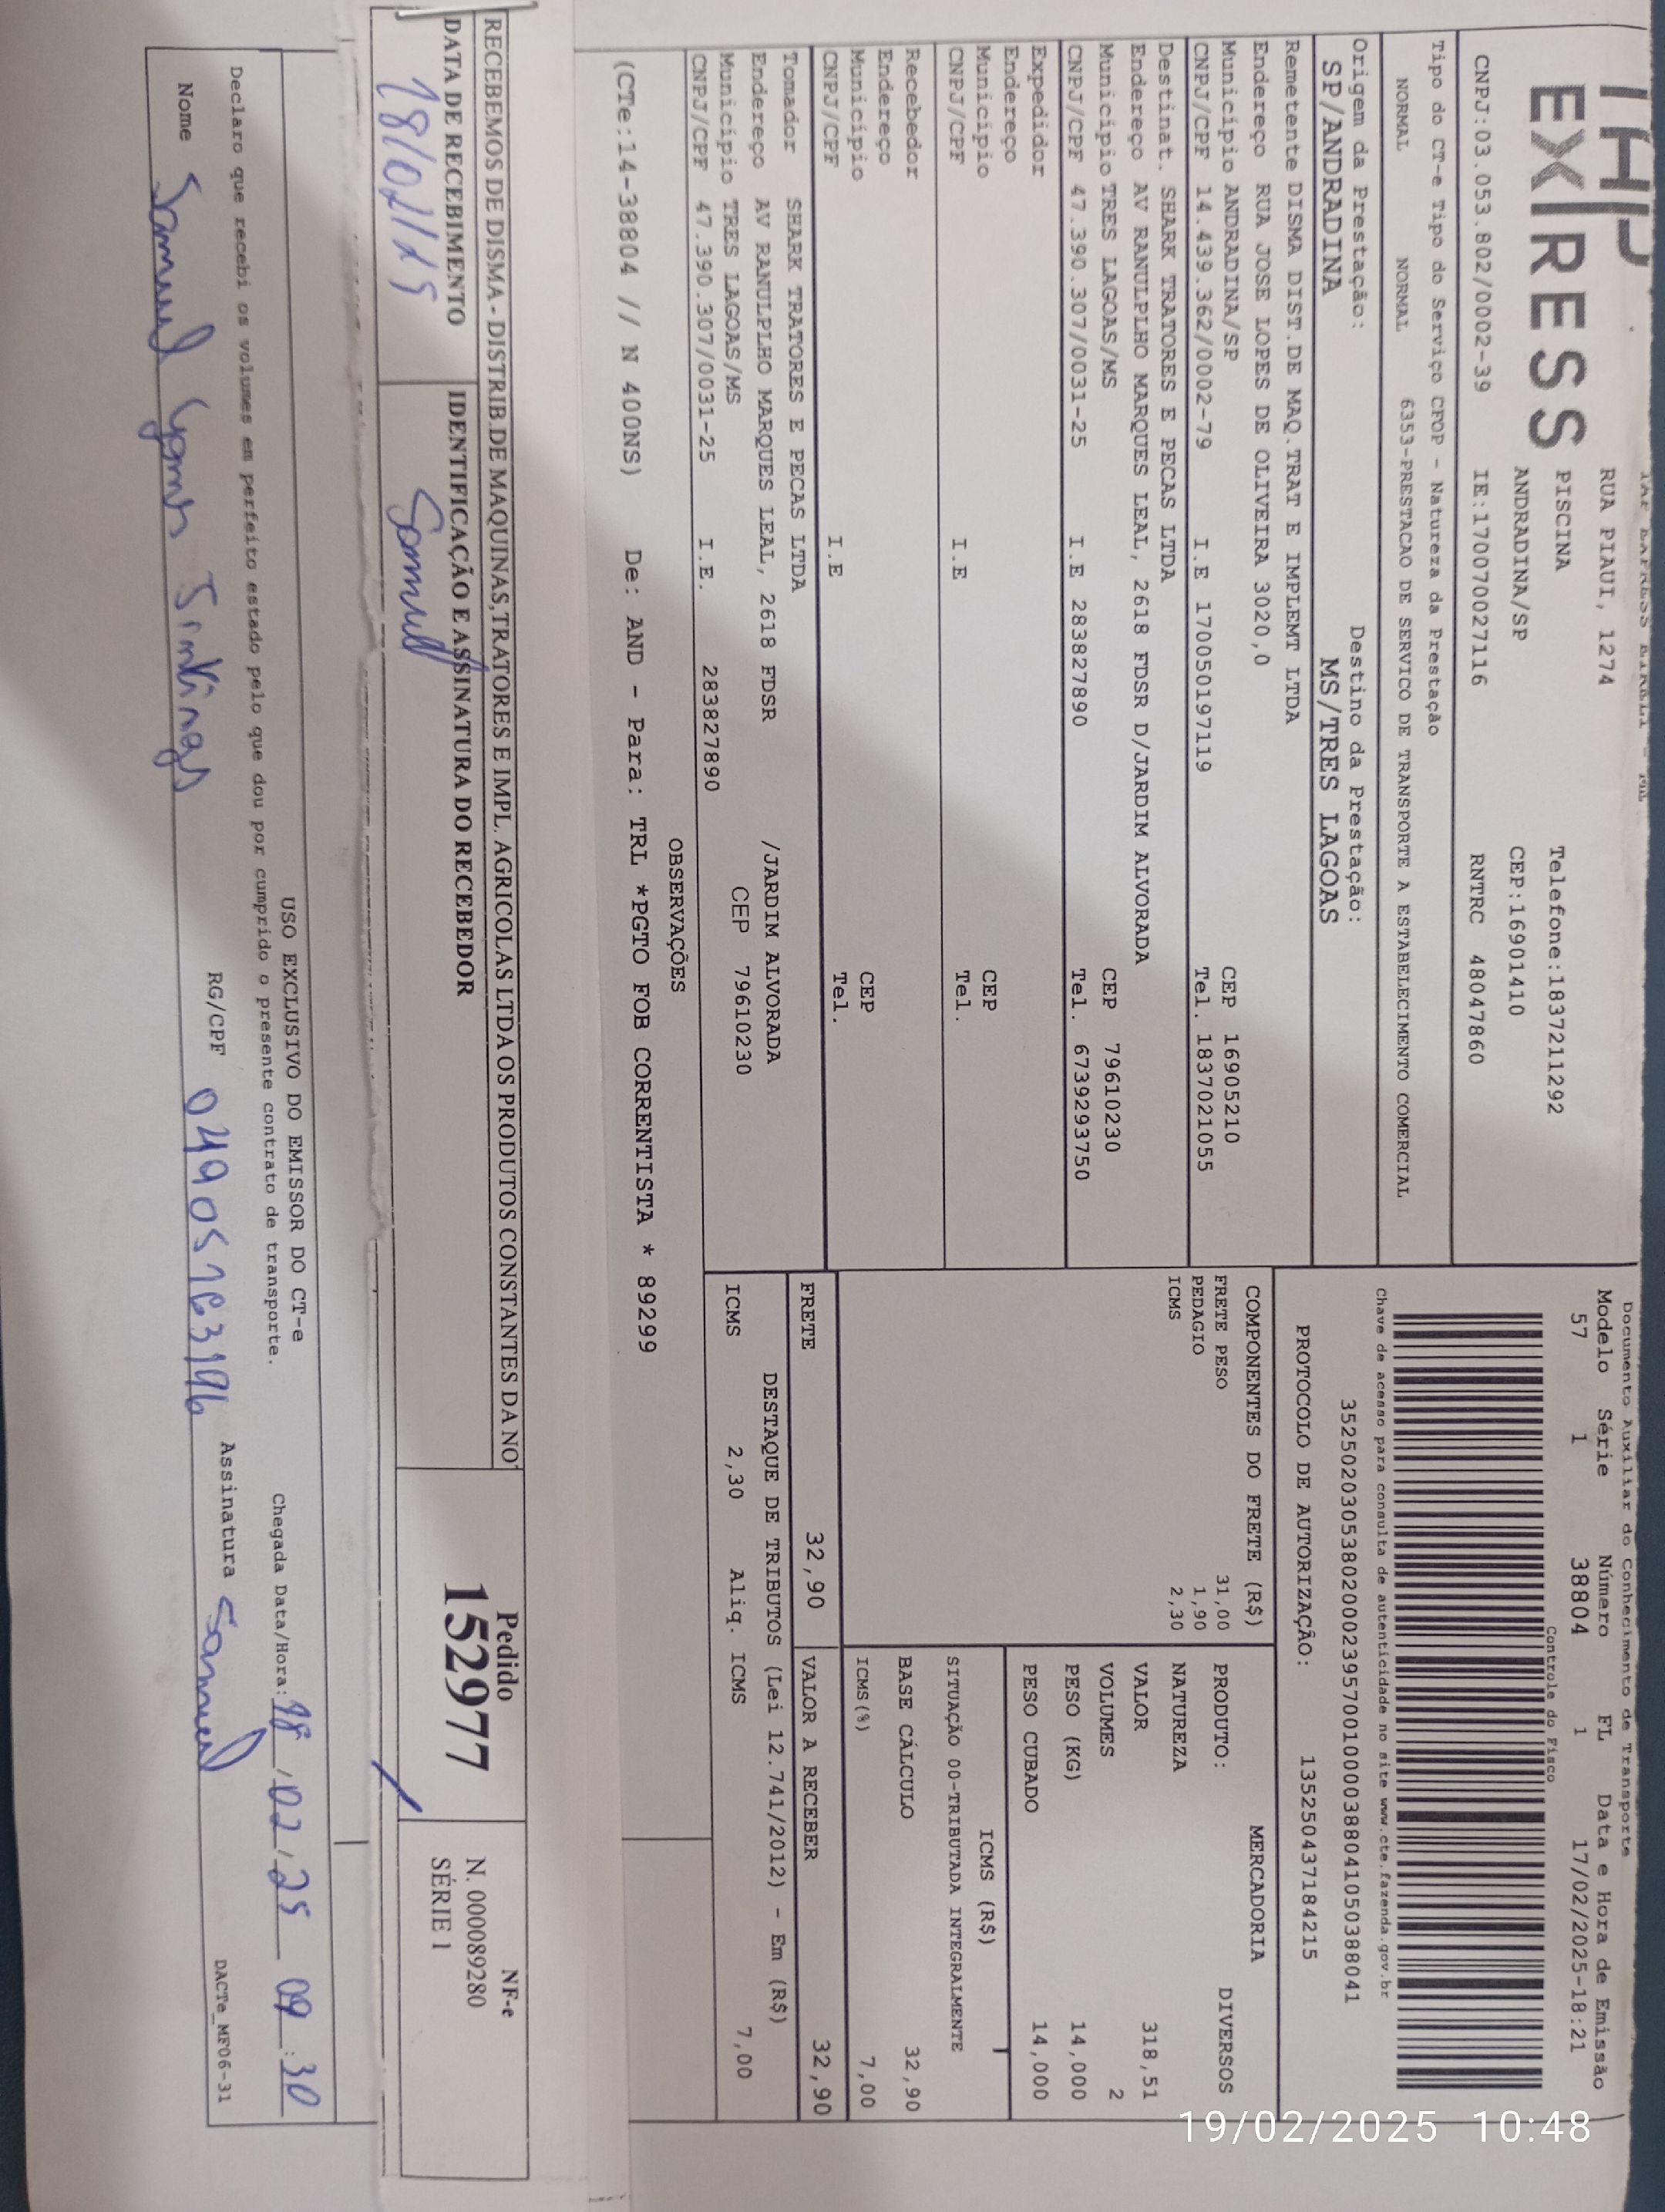 THP
EXPRESS
RUA PIAUI, 1274
PISCINA Telefone:1837211292
ANDRADINA/SP CEP:16901410
CNPJ:03.053.802/0002-39 IE:170070027116 RNTRC 48047860
Documento Auxiliar do Conhecimento de Transporte
Modelo Série Número FL Data e Hora de Emissão
57 1 38804 1 17/02/2025-18:21
Controle do Fisco
Chave de acesso para consulta de autenticidade no site www.cte.fazenda.gov.br
35250203053802000239570010000388041050388041
PROTOCOLO DE AUTORIZAÇÃO: 135250437184215
Tipo do CT-e Tipo do Serviço CFOP - Natureza da Prestação
NORMAL NORMAL 6353-PRESTACAO DE SERVICO DE TRANSPORTE A ESTABELECIMENTO COMERCIAL
Origem da Prestação: Destino da Prestação:
SP/ANDRADINA MS/TRES LAGOAS
Remetente DISMA DIST.DE MAQ.TRAT E IMPLEMT LTDA
Endereço RUA JOSE LOPES DE OLIVEIRA 3020,0
Município ANDRADINA/SP CEP 16905210
CNPJ/CPF 14.439.362/0002-79 I.E 170050197119 Tel. 1837021055
Destinat. SHARK TRATORES E PECAS LTDA
Endereço AV RANULPLHO MARQUES LEAL, 2618 FDSR D/JARDIM ALVORADA
Município TRES LAGOAS/MS CEP 79610230
CNPJ/CPF 47.390.307/0031-25 I.E 283827890 Tel. 6739293750
Expedidor
Endereço
Município CEP
CNPJ/CPF I.E Tel.
Recebedor
Endereço
Município CEP
CNPJ/CPF I.E Tel.
Tomador SHARK TRATORES E PECAS LTDA
Endereço AV RANULPLHO MARQUES LEAL, 2618 FDSR /JARDIM ALVORADA
Município TRES LAGOAS/MS CEP 79610230
CNPJ/CPF 47.390.307/0031-25 I.E. 283827890
COMPONENTES DO FRETE (R$)
FRETE PESO 31,00
PEDAGIO 1,90
ICMS 2,30
MERCADORIA
PRODUTO: DIVERSOS
NATUREZA
VALOR 318,51
VOLUMES 2
PESO (KG) 14,000
PESO CUBADO 14,000
ICMS (R$)
SITUAÇÃO 00-TRIBUTADA INTEGRALMENTE
BASE CÁLCULO 32,90
ICMS(%) 7,00
FRETE 32,90 VALOR A RECEBER 32,90
DESTAQUE DE TRIBUTOS (Lei 12.741/2012) - Em (R$)
ICMS 2,30 Aliq. ICMS 7,00
OBSERVAÇÕES
(CTe:14-38804 // N 400NS) De: AND - Para: TRL *PGTO FOB CORRENTISTA * 89299
RECEBEMOS DE DISMA - DISTRIB.DE MAQUINAS,TRATORES E IMPL. AGRICOLAS LTDA OS PRODUTOS CONSTANTES DA NO
DATA DE RECEBIMENTO IDENTIFICAÇÃO E ASSINATURA DO RECEBEDOR
18/02/25 Samuel
Pedido
152977
NF-e
N. 000089280
SÉRIE 1
USO EXCLUSIVO DO EMISSOR DO CT-e
Declaro que recebi os volumes em perfeito estado pelo que dou por cumprido o presente contrato de transporte.
Chegada Data/Hora: 18/02/25 09:30
Nome Samuel RG/CPF 04905163196 Assinatura Samuel
DACTe_MF06-31
19/02/2025 10:48